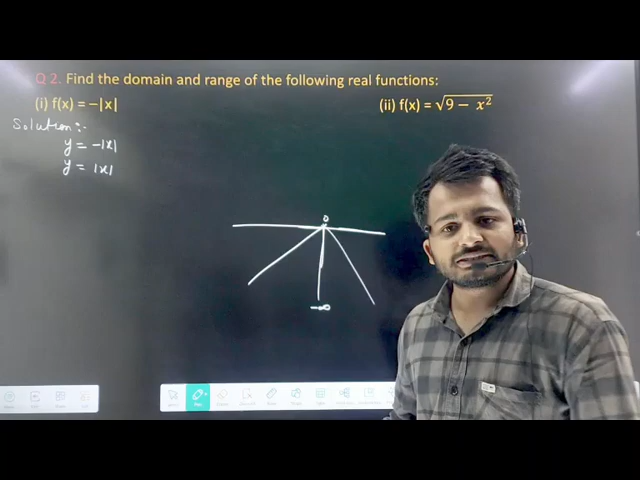 Q 2. Find the domain and range of the following real functions:
(i) f(x) = −|x|
(ii) f(x) = √9 − x²
Solution:-
y = -|x|
y = |x|
0
-∞